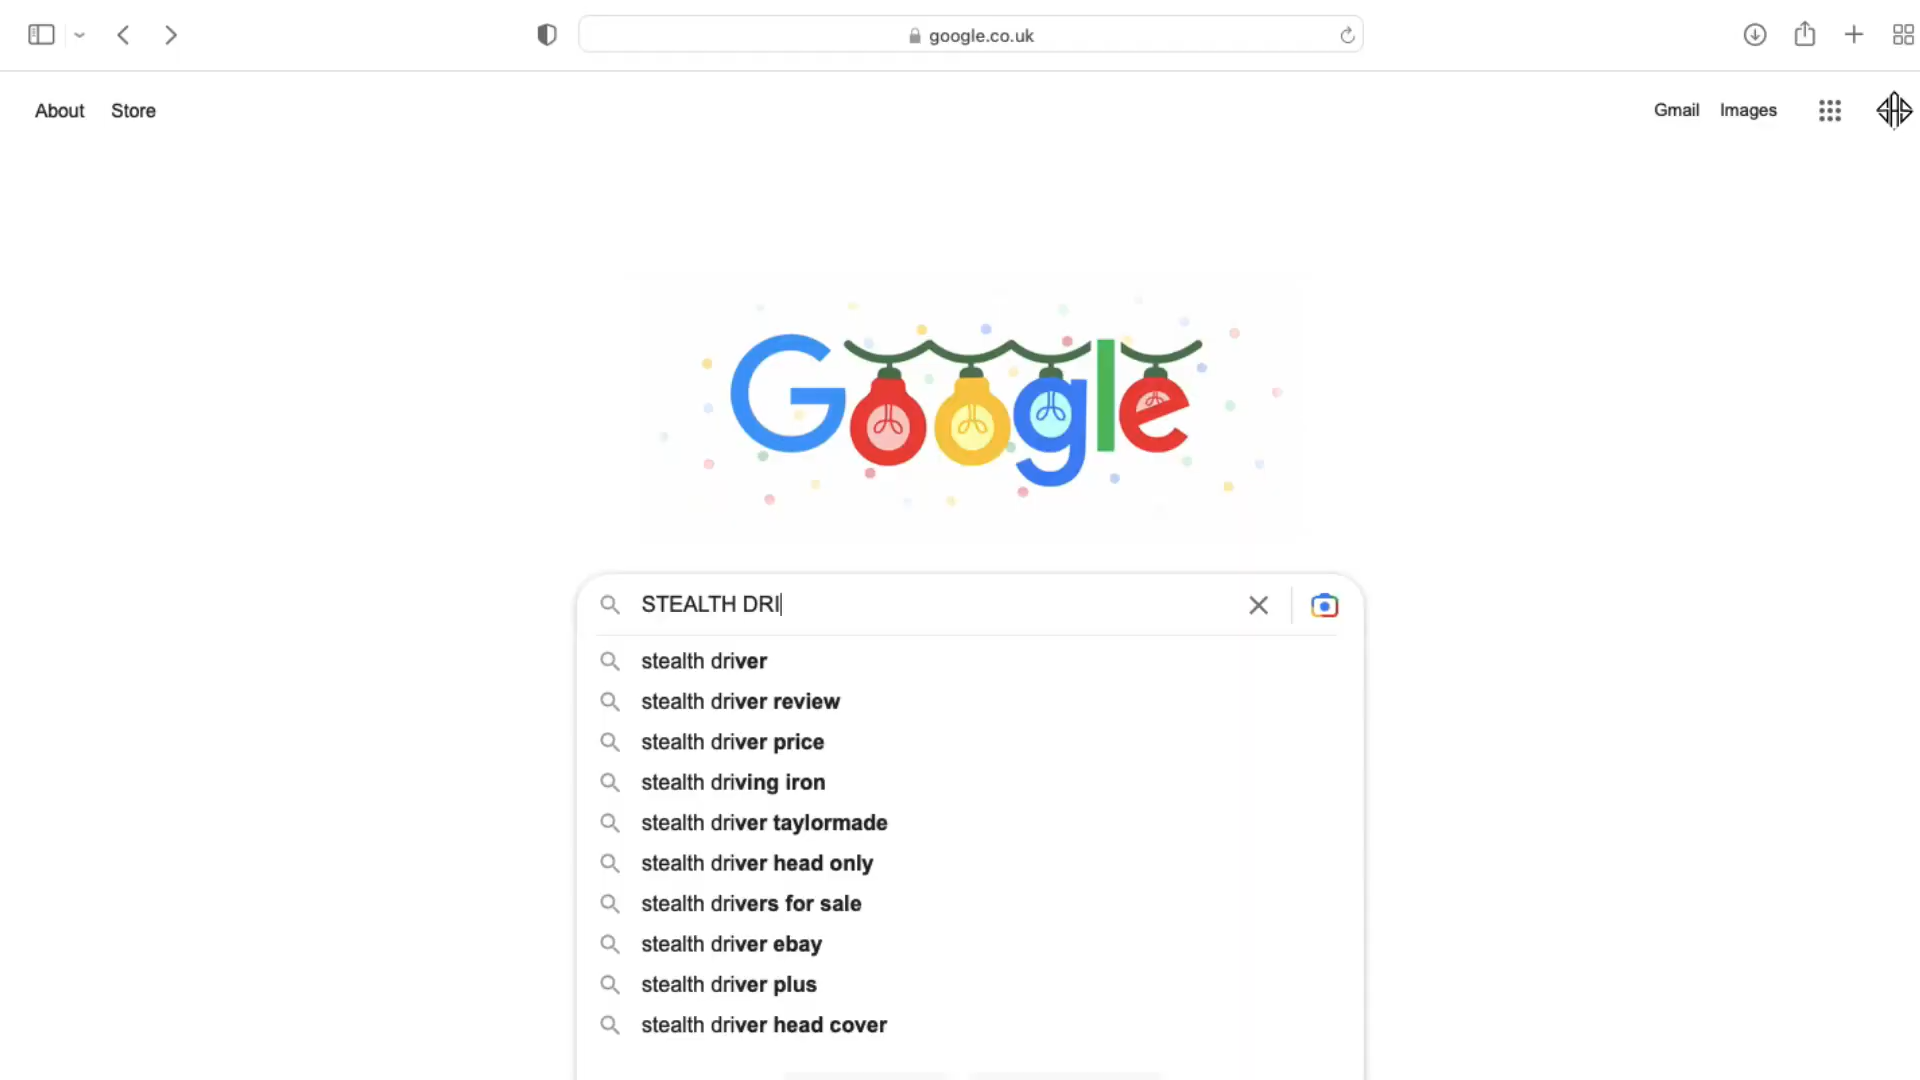 google.co.uk
About Store
Gmail Images
Google
STEALTH DRI
stealth driver
stealth driver review
stealth driver price
stealth driving iron
stealth driver taylormade
stealth driver head only
stealth drivers for sale
stealth driver ebay
stealth driver plus
stealth driver head cover